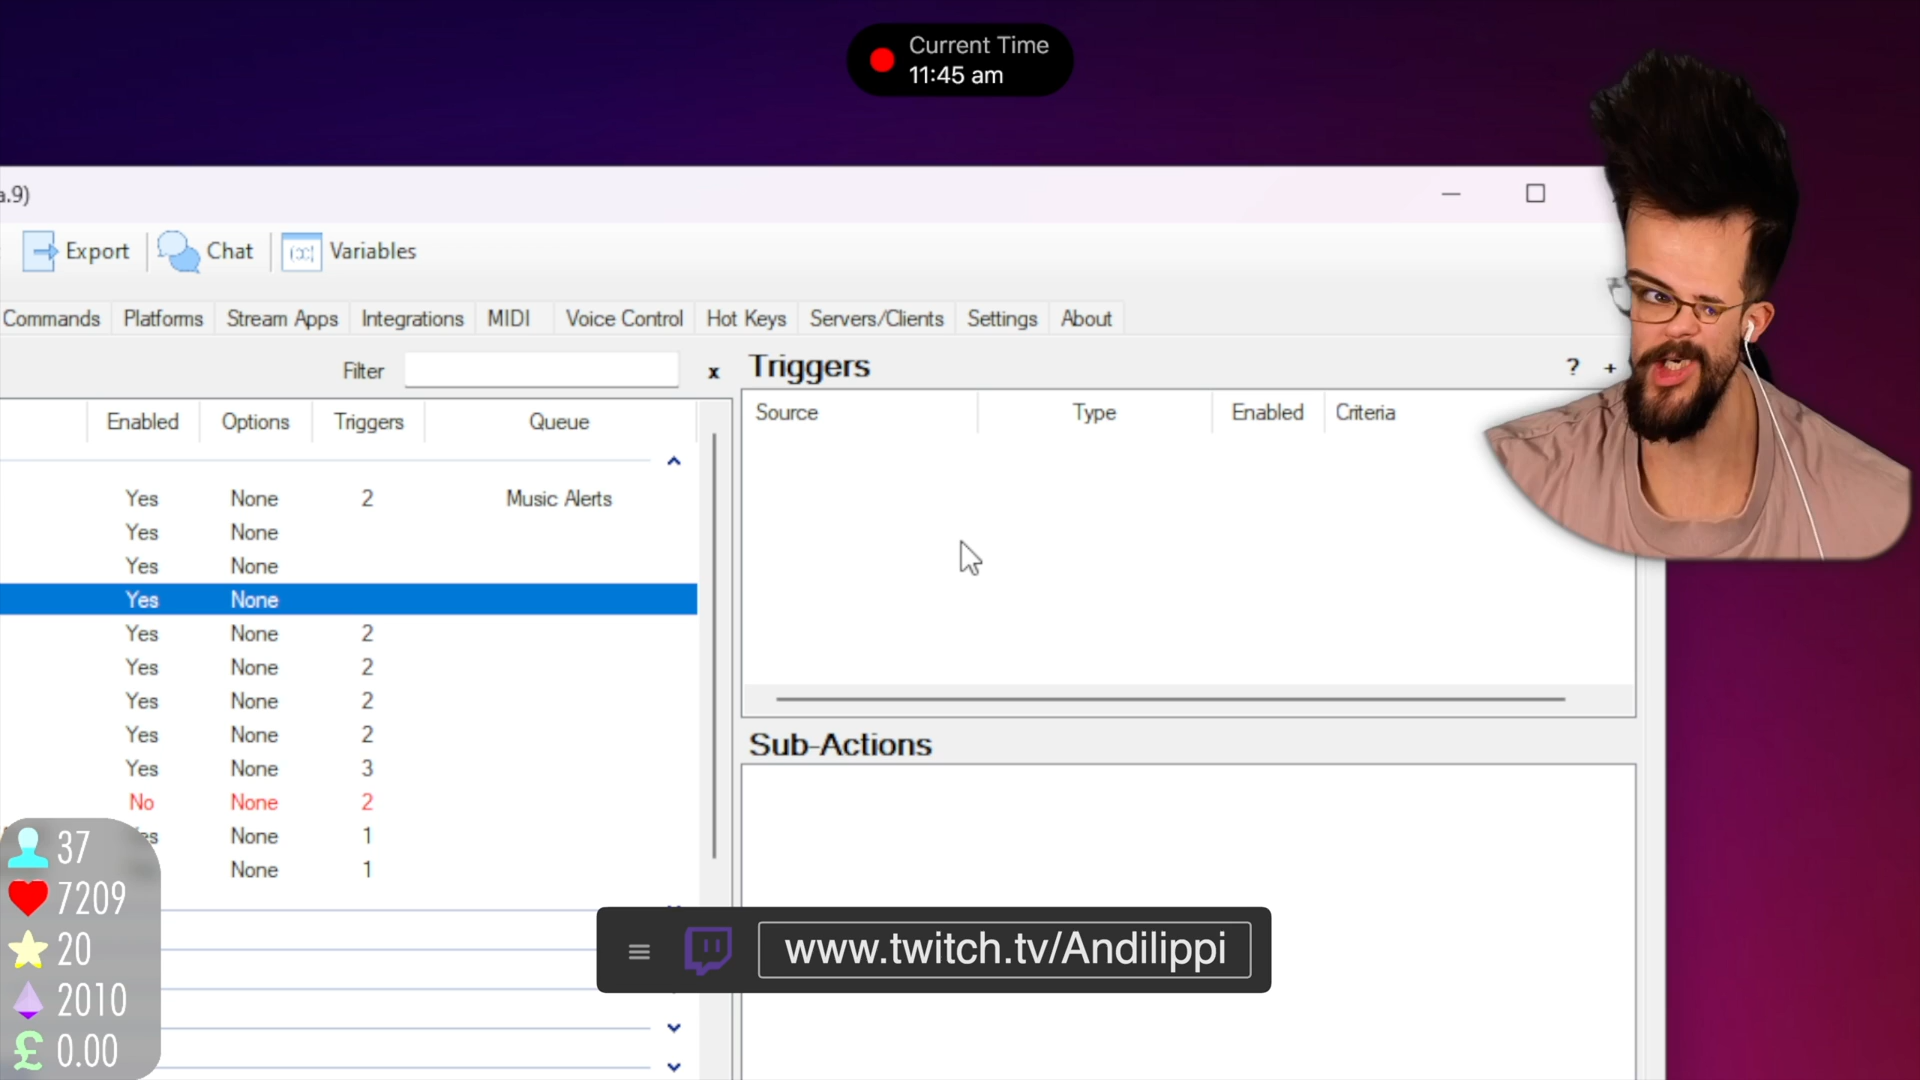 Current Time
11:45 am
a.9)
Export Chat (x) Variables
Commands Platforms Stream Apps Integrations MIDI Voice Control Hot Keys Servers/Clients Settings About
Filter x
Enabled Options Triggers Queue
Yes None 2 Music Alerts
Yes None
Yes None
Yes None
Yes None 2
Yes None 2
Yes None 2
Yes None 2
Yes None 3
No None 2
es None 1
None 1
Triggers ? +
Source Type Enabled Criteria
Sub-Actions
37
7209
20
2010
£ 0.00
www.twitch.tv/Andilippi